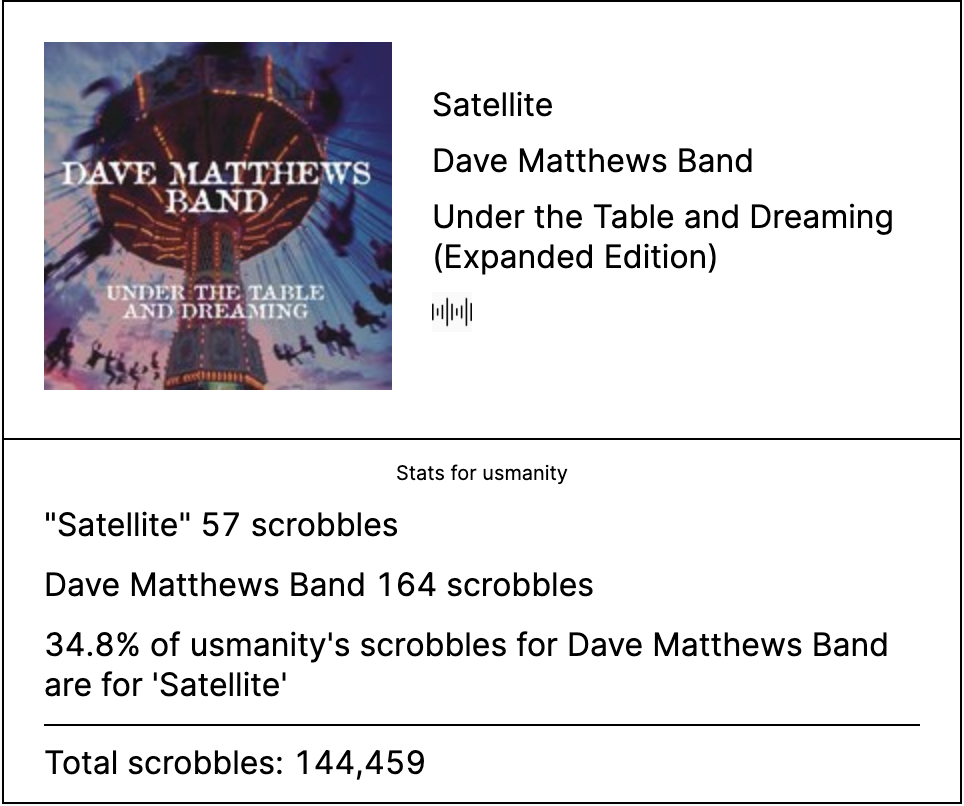 DAVE MATTHEWS
BAND
UNDER THE TABLE
AND DREAMING
Satellite
Dave Matthews Band
Under the Table and Dreaming
(Expanded Edition)
Stats for usmanity
"Satellite" 57 scrobbles
Dave Matthews Band 164 scrobbles
34.8% of usmanity's scrobbles for Dave Matthews Band
are for 'Satellite'
Total scrobbles: 144,459